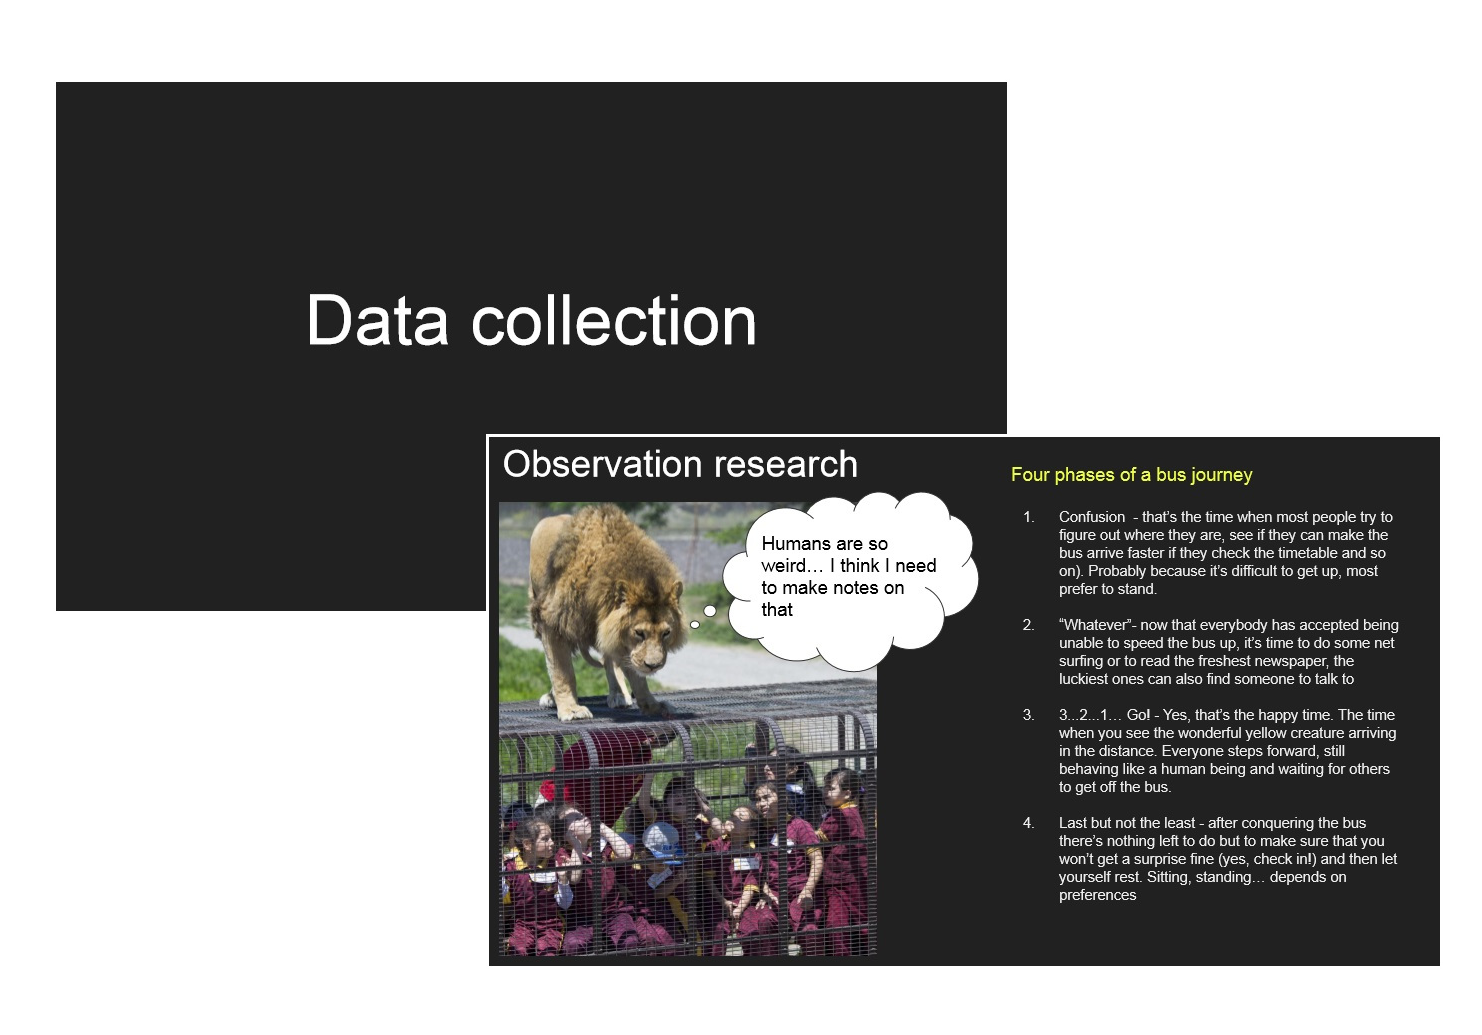 Data collection
Observation research
Humans are so
weird... I think I need
to make notes on
that
Four phases of a bus journey
1. Confusion  - that’s the time when most people try to
figure out where they are, see if they can make the
bus arrive faster if they check the timetable and so
on). Probably because it’s difficult to get up, most
prefer to stand.
2. “Whatever”- now that everybody has accepted being
unable to speed the bus up, it’s time to do some net
surfing or to read the freshest newspaper, the
luckiest ones can also find someone to talk to
3. 3...2...1... Go! - Yes, that’s the happy time. The time
when you see the wonderful yellow creature arriving
in the distance. Everyone steps forward, still
behaving like a human being and waiting for others
to get off the bus.
4. Last but not the least - after conquering the bus
there’s nothing left to do but to make sure that you
won’t get a surprise fine (yes, check in!) and then let
yourself rest. Sitting, standing... depends on
preferences